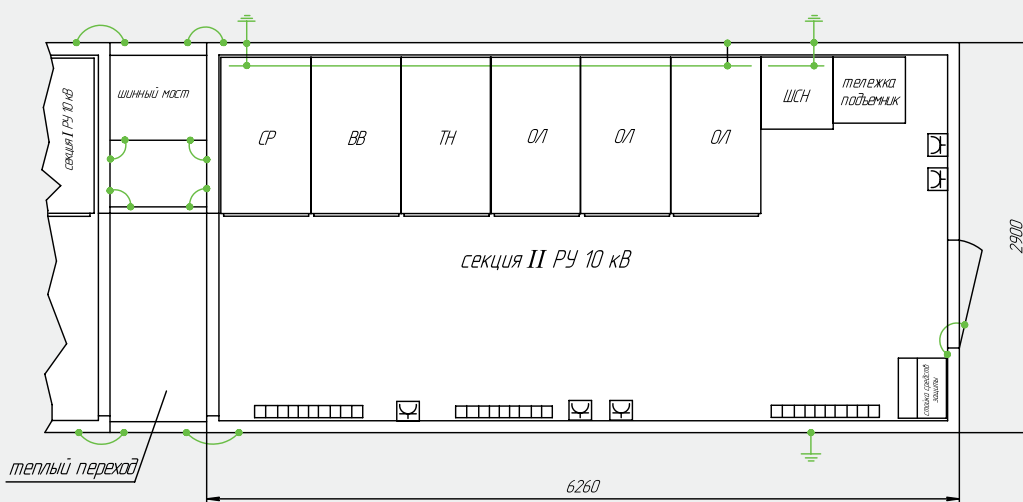 шинный мост
ШСН
тележка
подъемник
секция I РУ 10 кВ
СР
ВВ
ТН
ОЛ
ОЛ
ОЛ
2900
секция II РУ 10 кВ
стойка средств
защиты
теплый переход
6260